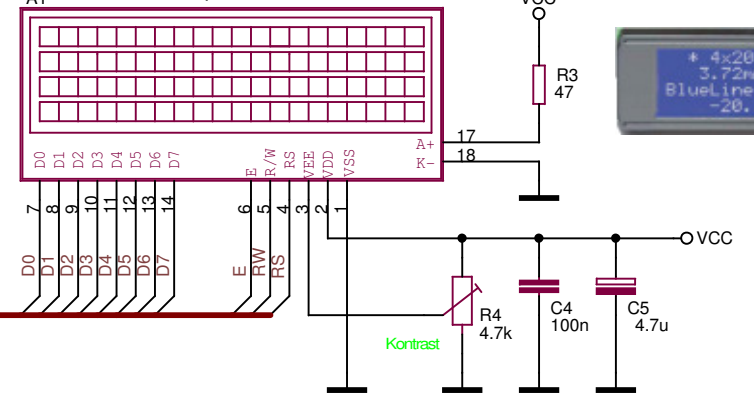 VCC
R3
47
* 4x20
3.72m
BlueLine
-20.
A+
17
K-
18
D0
D1
D2
D3
D4
D5
D6
D7
E
R/W
RS
VEE
VDD
VSS
7
8
9
10
11
12
13
14
6
5
4
3
2
1
D0
D1
D2
D3
D4
D5
D6
D7
E
RW
RS
VCC
R4
4.7k
Kontrast
C4
100n
C5
4.7u